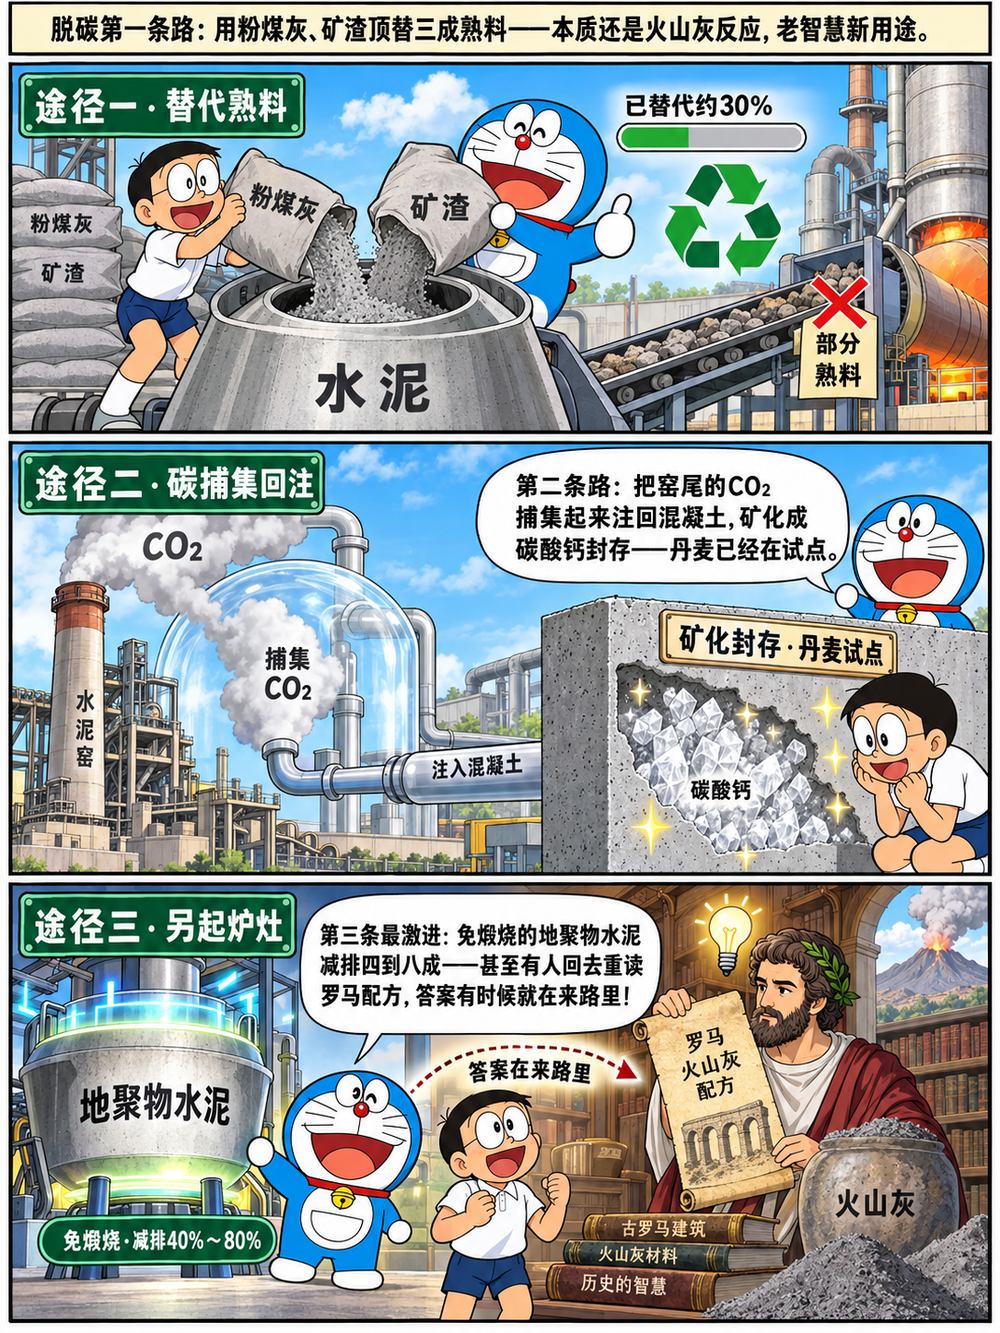 脱碳第一条路：用粉煤灰、矿渣顶替三成熟料——本质还是火山灰反应，老智慧新用途。
途径一·替代熟料
已替代约30%
粉煤灰
矿渣
粉煤灰
矿渣
水泥
部分
熟料
途径二·碳捕集回注
第二条路：把窑尾的CO₂
捕集起来注回混凝土，矿化成
碳酸钙封存——丹麦已经在试点。
CO₂
捕集
CO₂
水泥窑
注入混凝土
矿化封存·丹麦试点
碳酸钙
途径三·另起炉灶
第三条最激进：免煅烧的地聚物水泥
减排四到八成——甚至有人回去重读
罗马配方，答案有时候就在来路里！
答案在来路里
地聚物水泥
免煅烧·减排40%～80%
罗马
火山灰
配方
火山灰
古罗马建筑
火山灰材料
历史的智慧